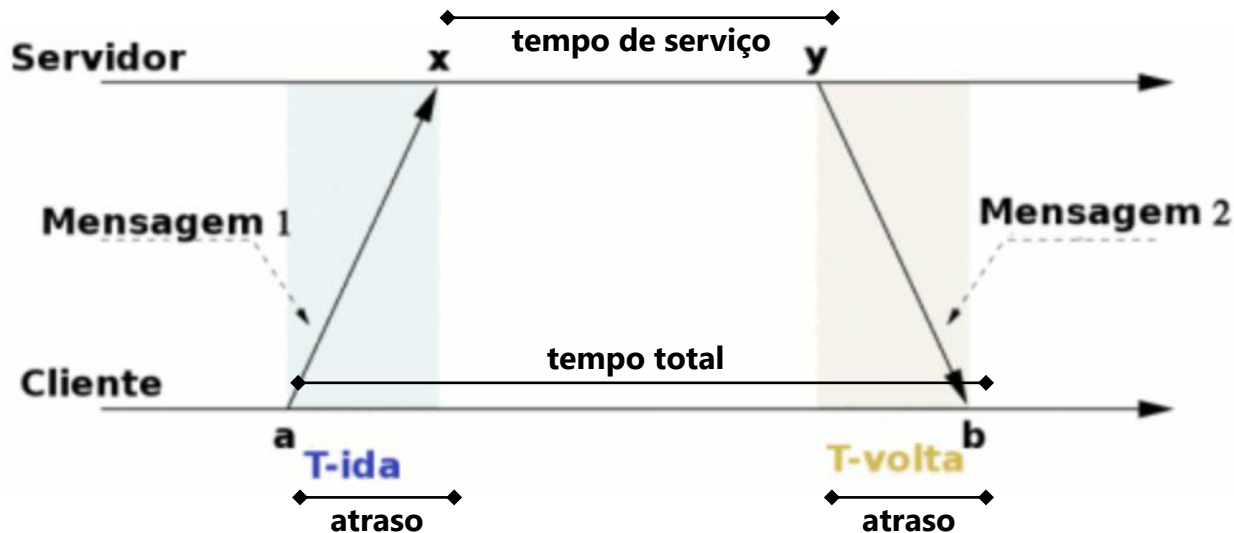 tempo de serviço
Servidor
x
y
Mensagem 1
Mensagem 2
tempo total
Cliente
a
b
T-ida
T-volta
atraso
atraso